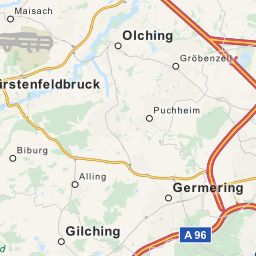 Maisach
Olching
Gröbenzell
ürstenfeldbruck
Puchheim
Biburg
Alling
Germering
Gilching
A 96
d